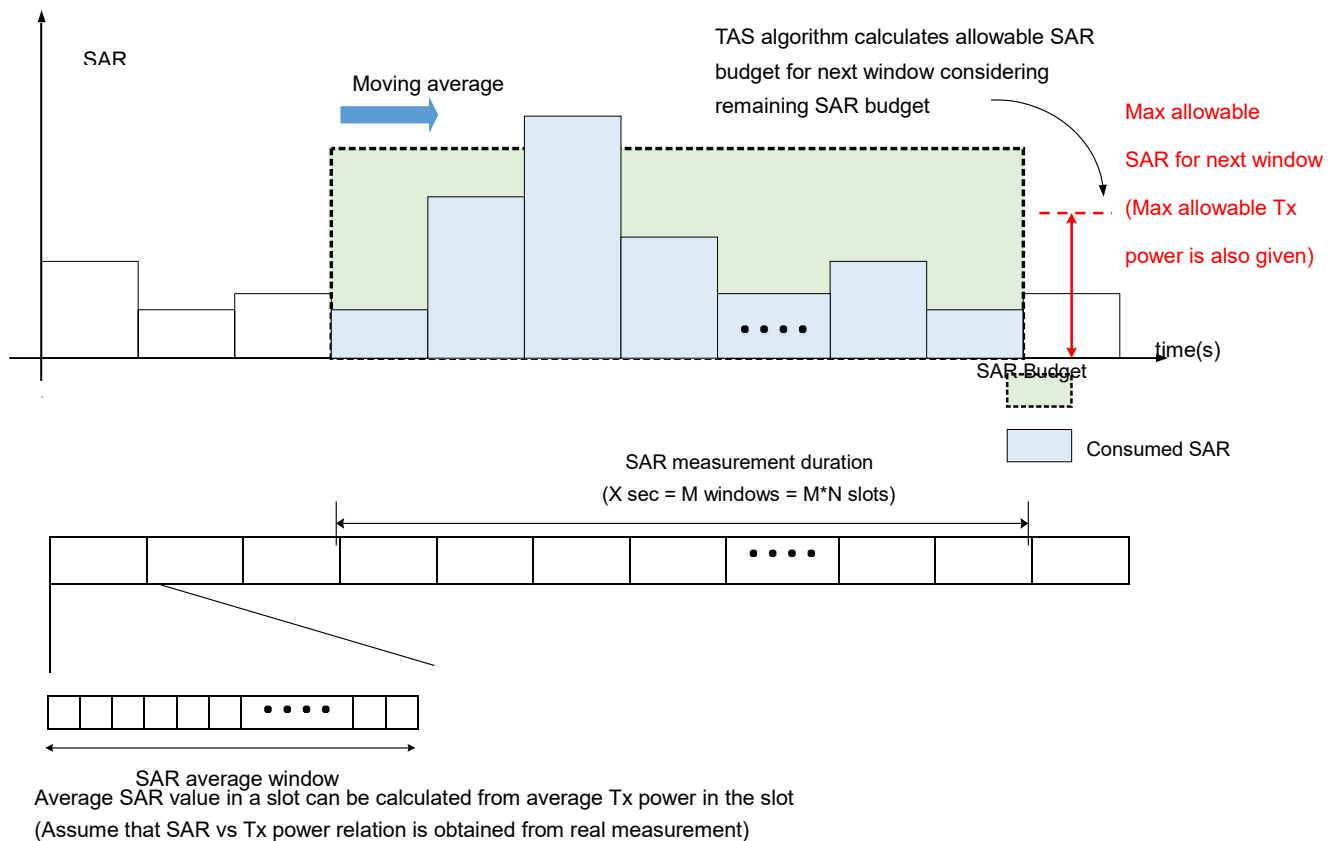 SAR
Moving average
TAS algorithm calculates allowable SAR
budget for next window considering
remaining SAR budget
Max allowable
SAR for next window
(Max allowable Tx
power is also given)
time(s)
SAR Budget
Consumed SAR
SAR measurement duration
(X sec = M windows = M*N slots)
SAR average window
Average SAR value in a slot can be calculated from average Tx power in the slot
(Assume that SAR vs Tx power relation is obtained from real measurement)